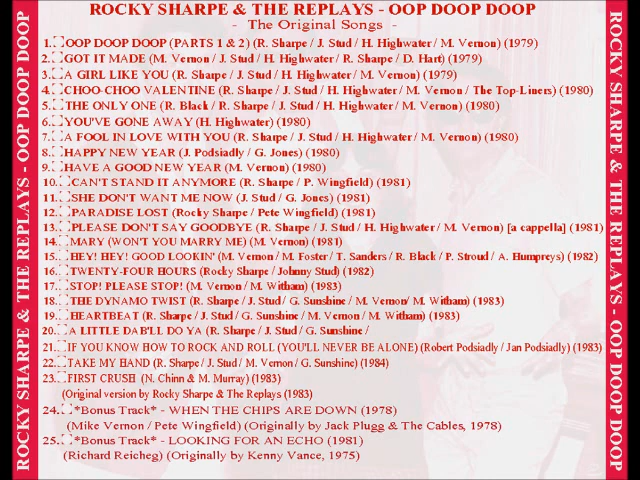 ROCKY SHARPE & THE REPLAYS - OOP DOOP DOOP
- The Original Songs -
1. OOP DOOP DOOP (PARTS 1 & 2) (R. Sharpe / J. Stud / H. Highwater / M. Vernon) (1979)
2. GOT IT MADE (M. Vernon / J. Stud / H. Highwater / R. Sharpe / D. Hart) (1979)
3. A GIRL LIKE YOU (R. Sharpe / J. Stud / H. Highwater / M. Vernon) (1979)
4. CHOO-CHOO VALENTINE (R. Sharpe / J. Stud / H. Highwater / M. Vernon / The Top-Liners) (1980)
5. THE ONLY ONE (R. Black / R. Sharpe / J. Stud / H. Highwater / M. Vernon) (1980)
6. YOU'VE GONE AWAY (H. Highwater) (1980)
7. A FOOL IN LOVE WITH YOU (R. Sharpe / J. Stud / H. Highwater / M. Vernon) (1980)
8. HAPPY NEW YEAR (J. Podsiadly / G. Jones) (1980)
9. HAVE A GOOD NEW YEAR (M. Vernon) (1980)
10. CAN'T STAND IT ANYMORE (R. Sharpe / P. Wingfield) (1981)
11. SHE DON'T WANT ME NOW (J. Stud / G. Jones) (1981)
12. PARADISE LOST (Rocky Sharpe / Pete Wingfield) (1981)
13. PLEASE DON'T SAY GOODBYE (R. Sharpe / J. Stud / H. Highwater / M. Vernon) [a cappella] (1981)
14. MARY (WON'T YOU MARRY ME) (M. Vernon) (1981)
15. HEY! HEY! GOOD LOOKIN' (M. Vernon / M. Foster / T. Sanders / R. Black / P. Stroud / A. Humpreys) (1982)
16. TWENTY-FOUR HOURS (Rocky Sharpe / Johnny Stud) (1982)
17. STOP! PLEASE STOP! (M. Vernon / M. Witham) (1983)
18. THE DYNAMO TWIST (R. Sharpe / J. Stud / G. Sunshine / M. Vernon/ M. Witham) (1983)
19. HEARTBEAT (R. Sharpe / J. Stud / G. Sunshine / M. Vernon / M. Witham) (1983)
20. A LITTLE DAB'LL DO YA (R. Sharpe / J. Stud / G. Sunshine /
21. IF YOU KNOW HOW TO ROCK AND ROLL (YOU'LL NEVER BE ALONE) (Robert Podsiadly / Jan Podsiadly) (1983)
22. TAKE MY HAND (R. Sharpe / J. Stud / M. Vernon / G. Sunshine) (1984)
23. FIRST CRUSH (N. Chinn & M. Murray) (1983)
(Original version by Rocky Sharpe & The Replays (1983)
24. *Bonus Track* - WHEN THE CHIPS ARE DOWN (1978)
(Mike Vernon / Pete Wingfield) (Originally by Jack Plugg & The Cables, 1978)
25. *Bonus Track* - LOOKING FOR AN ECHO (1981)
(Richard Reicheg) (Originally by Kenny Vance, 1975)
ROCKY SHARPE & THE REPLAYS - OOP DOOP DOOP
ROCKY SHARPE & THE REPLAYS - OOP DOOP DOOP